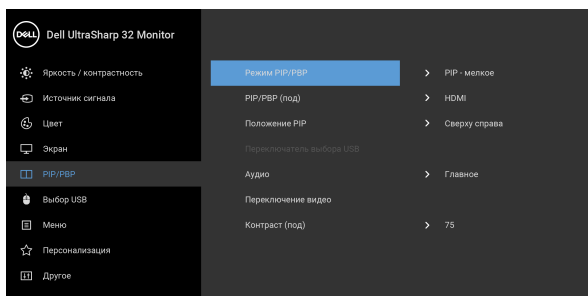 DELL Dell UltraSharp 32 Monitor
Яркость / контрастность
Режим PIP/PBP
PIP - мелкое
Источник сигнала
PIP/PBP (под)
HDMI
Цвет
Положение PIP
Сверху справа
Экран
Переключатель выбора USB
PIP/PBP
Аудио
Главное
Выбор USB
Переключение видео
Меню
Контраст (под)
75
Персонализация
Другое